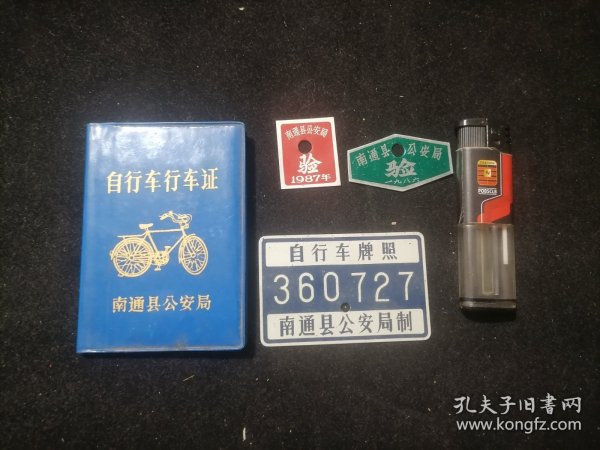 自行车行车证
南通县公安局
南通县公安局
验
1987年
南通县公安局
验
一九八六
自行车牌照
360727
南通县公安局制
孔夫子旧书网
www.kongfz.com